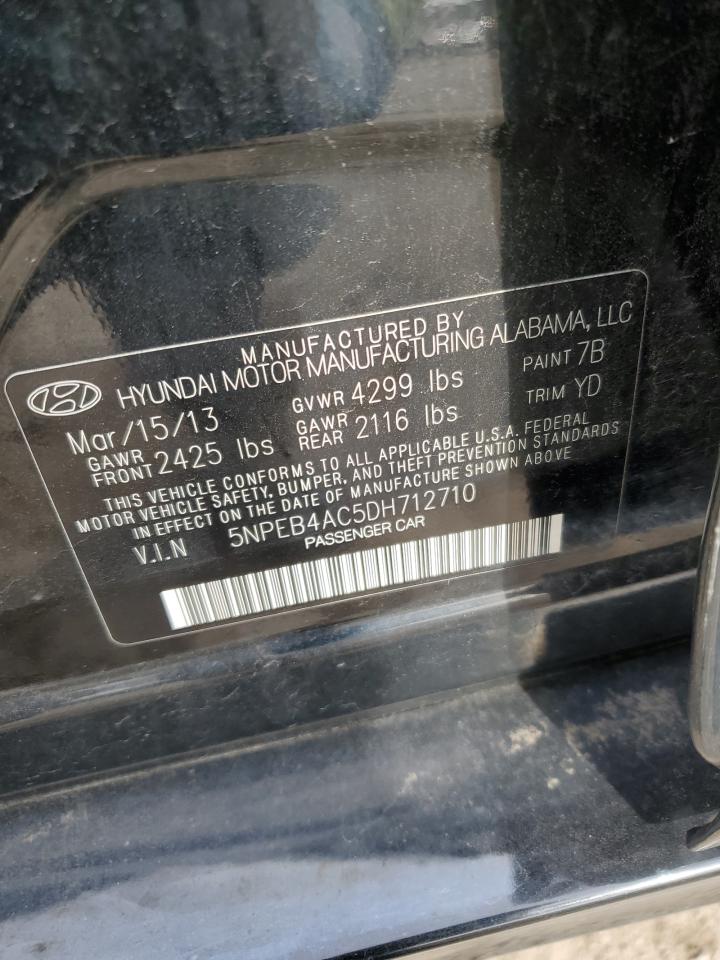 MANUFACTURED BY
HYUNDAI MOTOR MANUFACTURING ALABAMA, LLC
Mar/15/13 GVWR 4299 lbs PAINT 7B
GAWR FRONT 2425 lbs GAWR REAR 2116 lbs TRIM YD
THIS VEHICLE CONFORMS TO ALL APPLICABLE U.S.A. FEDERAL
MOTOR VEHICLE SAFETY, BUMPER, AND THEFT PREVENTION STANDARDS
IN EFFECT ON THE DATE OF MANUFACTURE SHOWN ABOVE
V.I.N 5NPEB4AC5DH712710
PASSENGER CAR